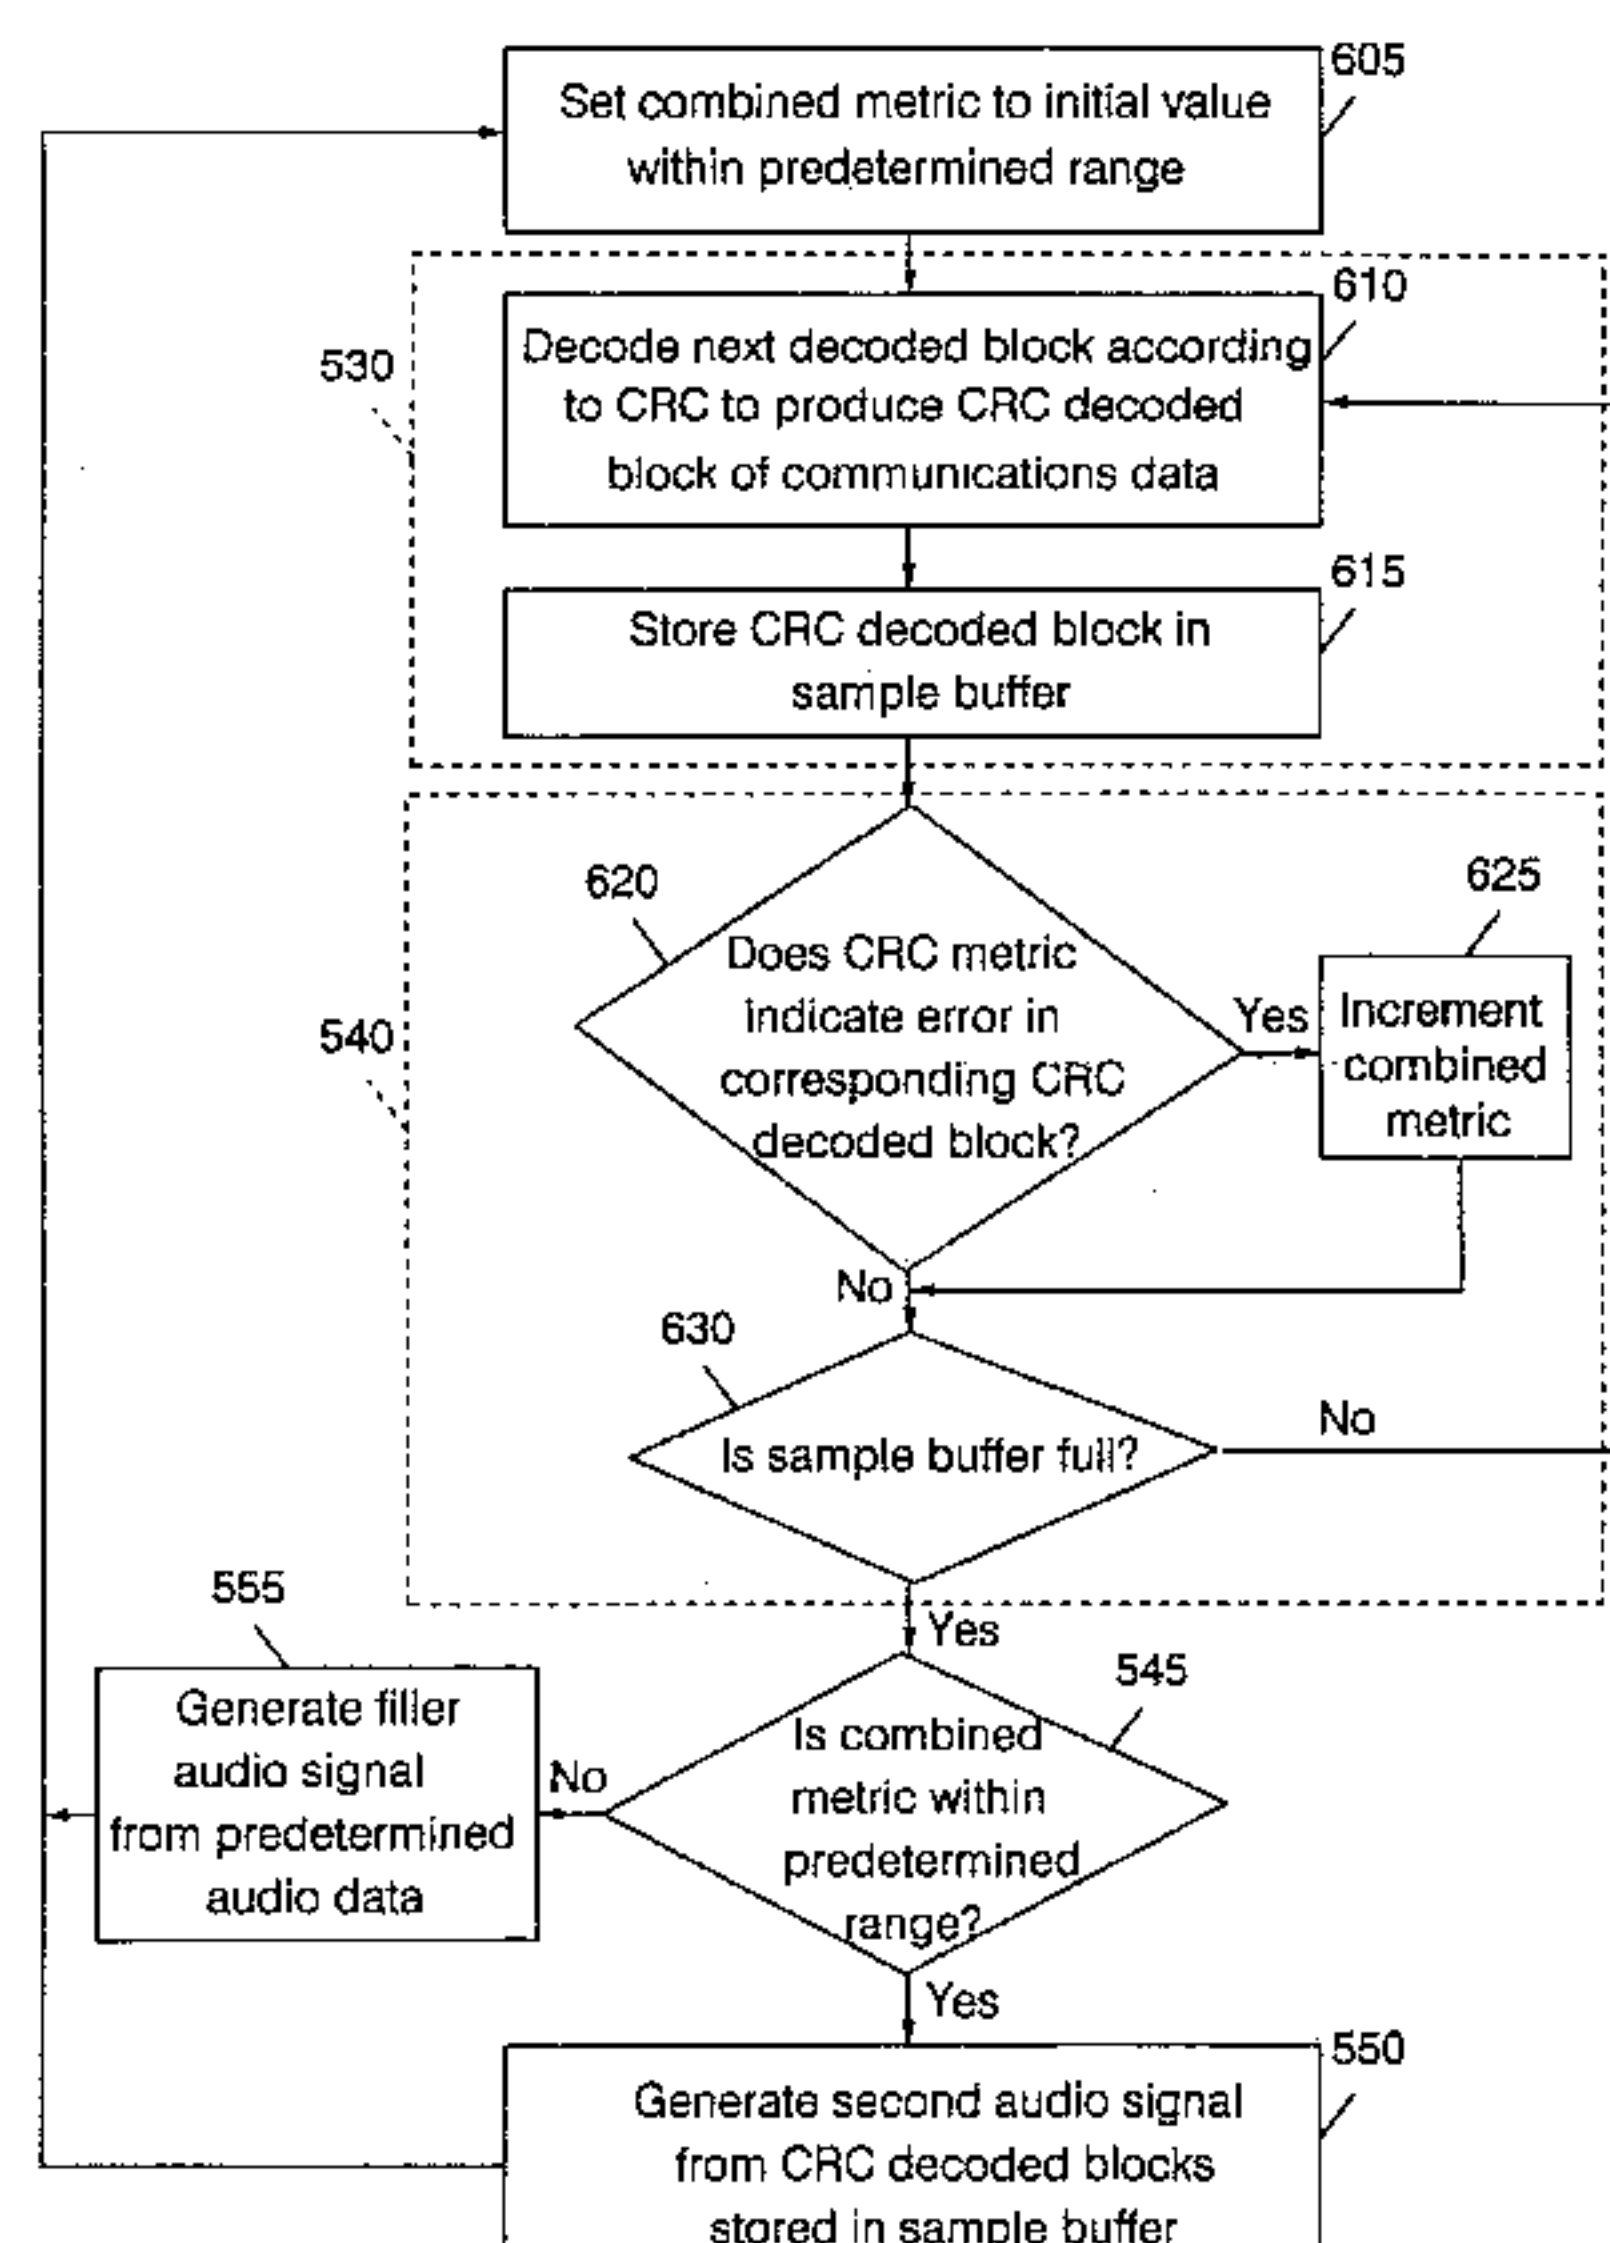 605
Set combined metric to initial value
within predetermined range
610
530
Decode next decoded block according
to CRC to produce CRC decoded
block of communications data
615
Store CRC decoded block in
sample buffer
620
625
Does CRC metric
indicate error in
corresponding CRC
decoded block?
Yes
Increment
combined
metric
540
No
630
Is sample buffer full?
No
555
Yes
545
Generate filler
audio signal
from predetermined
audio data
No
Is combined
metric within
predetermined
range?
Yes
550
Generate second audio signal
from CRC decoded blocks
stored in sample buffer